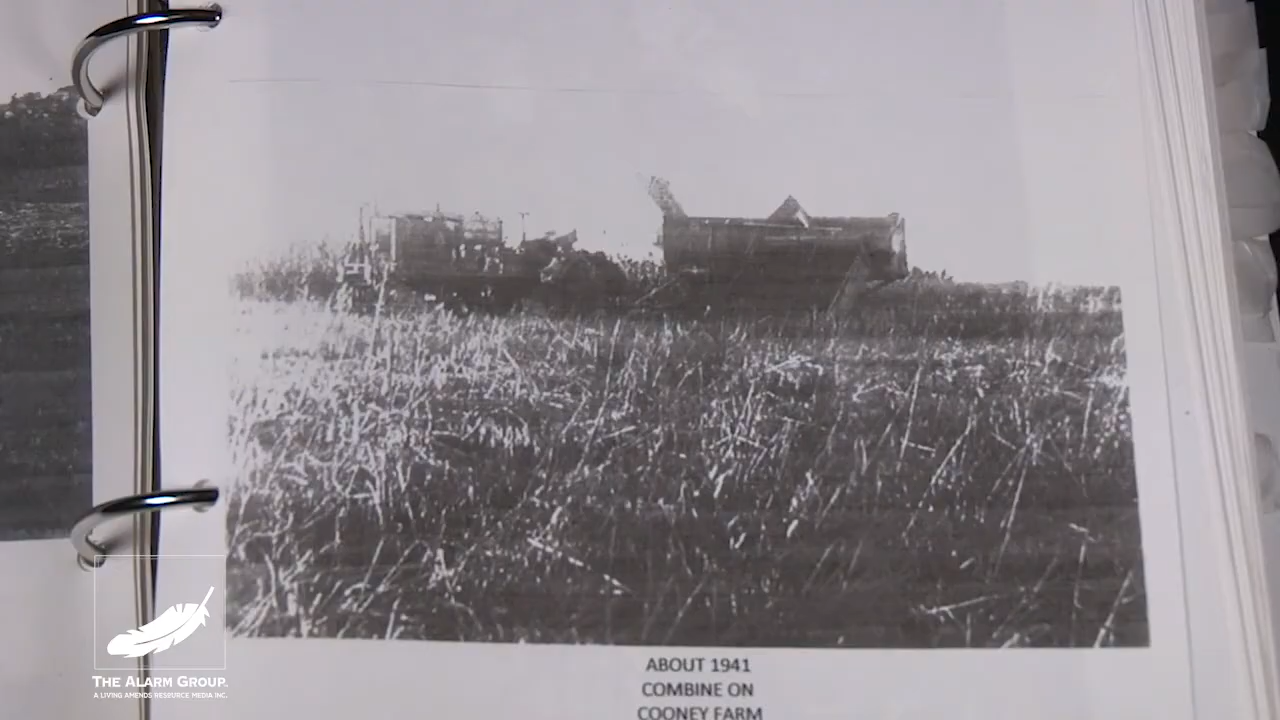 ABOUT 1941
COMBINE ON
COONEY FARM
THE ALARM GROUP.
A LIVING AMENDS RESOURCE MEDIA INC.